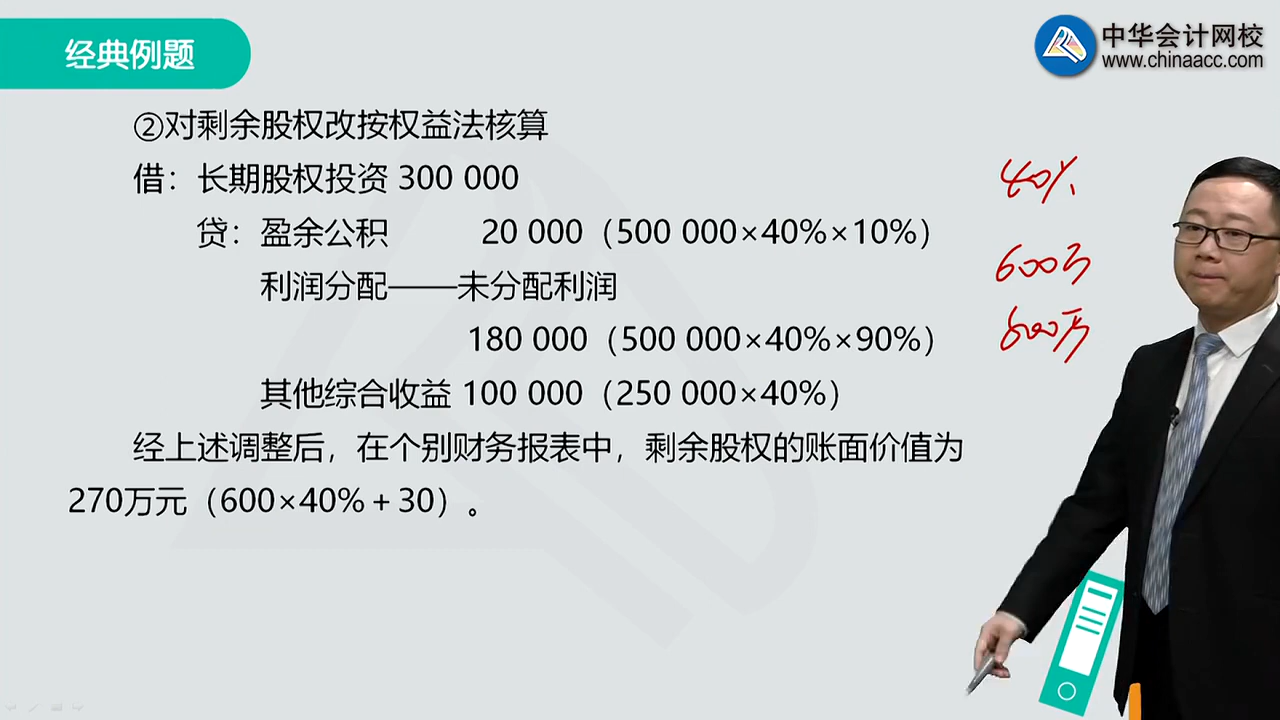 经典例题
中华会计网校
www.chinaacc.com
②对剩余股权改按权益法核算
借：长期股权投资 300 000
贷：盈余公积 20 000（500 000×40%×10%）
利润分配——未分配利润
180 000（500 000×40%×90%）
其他综合收益 100 000（250 000×40%）
经上述调整后，在个别财务报表中，剩余股权的账面价值为
270万元（600×40%＋30）。
40%
600万
800万